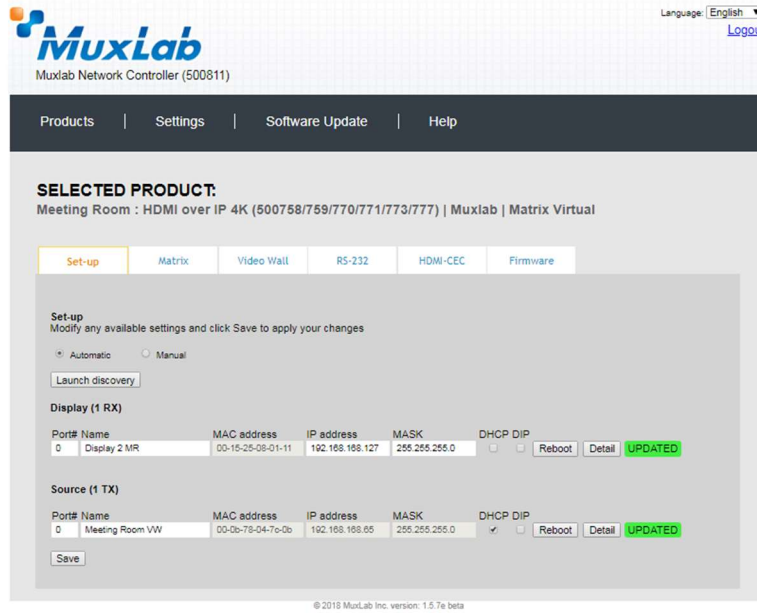 Language: English
Logou
MuxLab
Muxlab Network Controller (500811)
Products | Settings | Software Update | Help
SELECTED PRODUCT:
Meeting Room : HDMI over IP 4K (500758/759/770/771/773/777) | Muxlab | Matrix Virtual
Set-up Matrix Video Wall RS-232 HDMI-CEC Firmware
Set-up
Modify any available settings and click Save to apply your changes
Automatic Manual
Launch discovery
Display (1 RX)
Port# Name MAC address IP address MASK DHCP DIP
0 Display 2 MR 00-15-25-08-01-11 192.168.168.127 255.255.255.0 Reboot Detail UPDATED
Source (1 TX)
Port# Name MAC address IP address MASK DHCP DIP
0 Meeting Room VW 00-0b-78-04-7c-0b 192.168.168.65 255.255.255.0 Reboot Detail UPDATED
Save
© 2018 MuxLab Inc. version: 1.5.7e beta